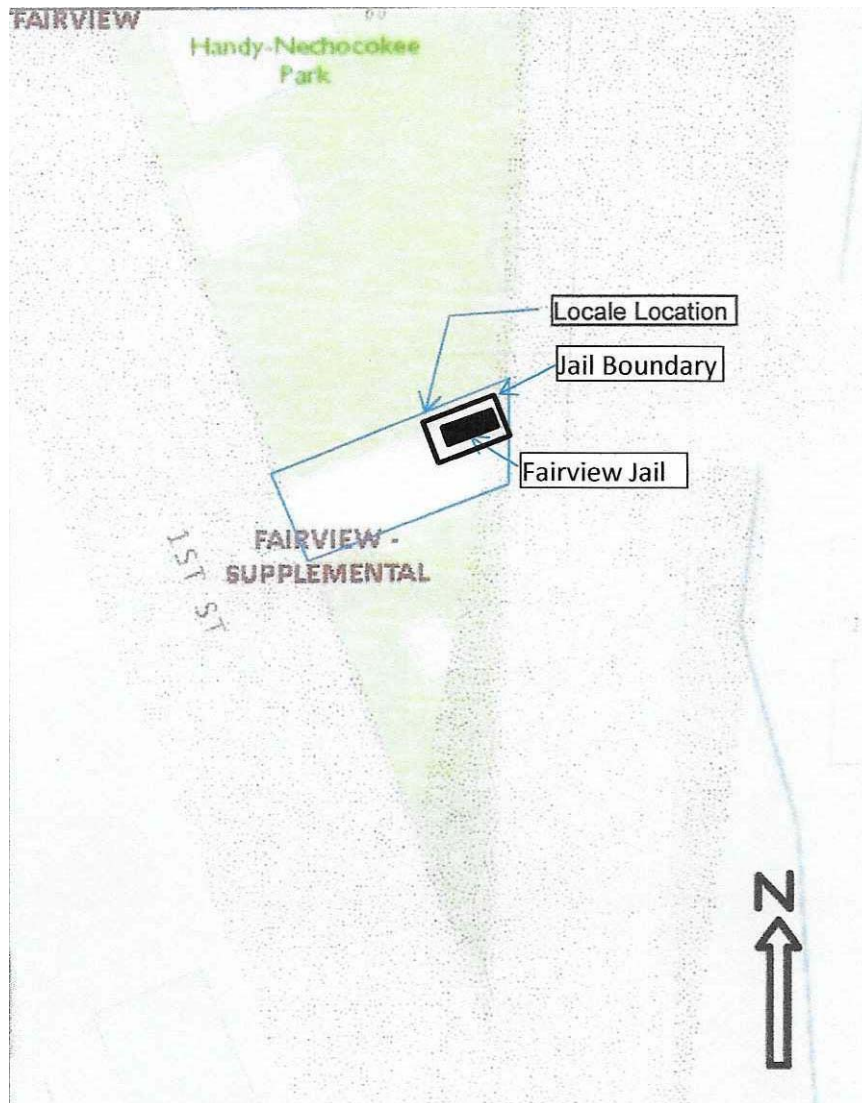 FAIRVIEW
Handy-Nechocokee
Park
Locale Location
Jail Boundary
Fairview Jail
FAIRVIEW -
SUPPLEMENTAL
1ST ST
N